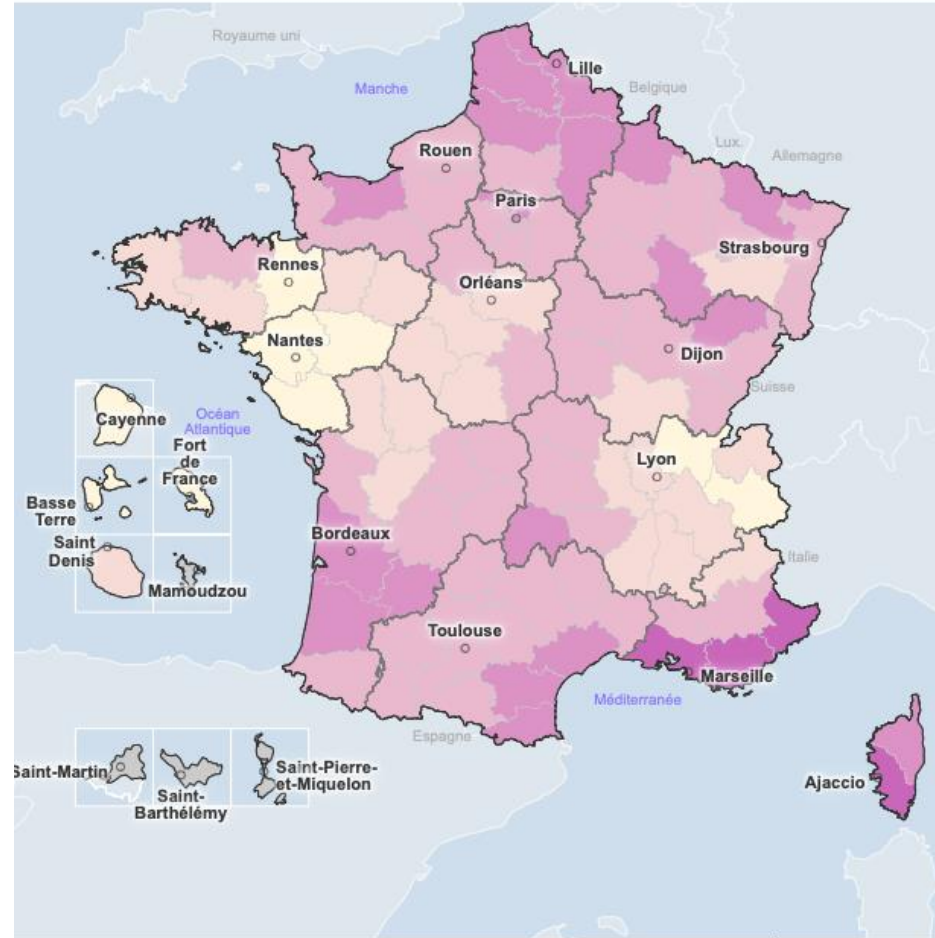 Royaume uni
Lille
Manche
Belgique
Lux.
Allemagne
Rouen
Paris
Strasbourg
Rennes
Orléans
Nantes
Dijon
Suisse
Cayenne
Océan
Atlantique
Fort
de
France
Lyon
Basse
Terre
Bordeaux
Saint
Denis
Italie
Mamoudzou
Toulouse
Marseille
Méditerranée
Espagne
Saint-Martin
Saint-Pierre-
et-Miquelon
Ajaccio
Saint-
Barthélémy